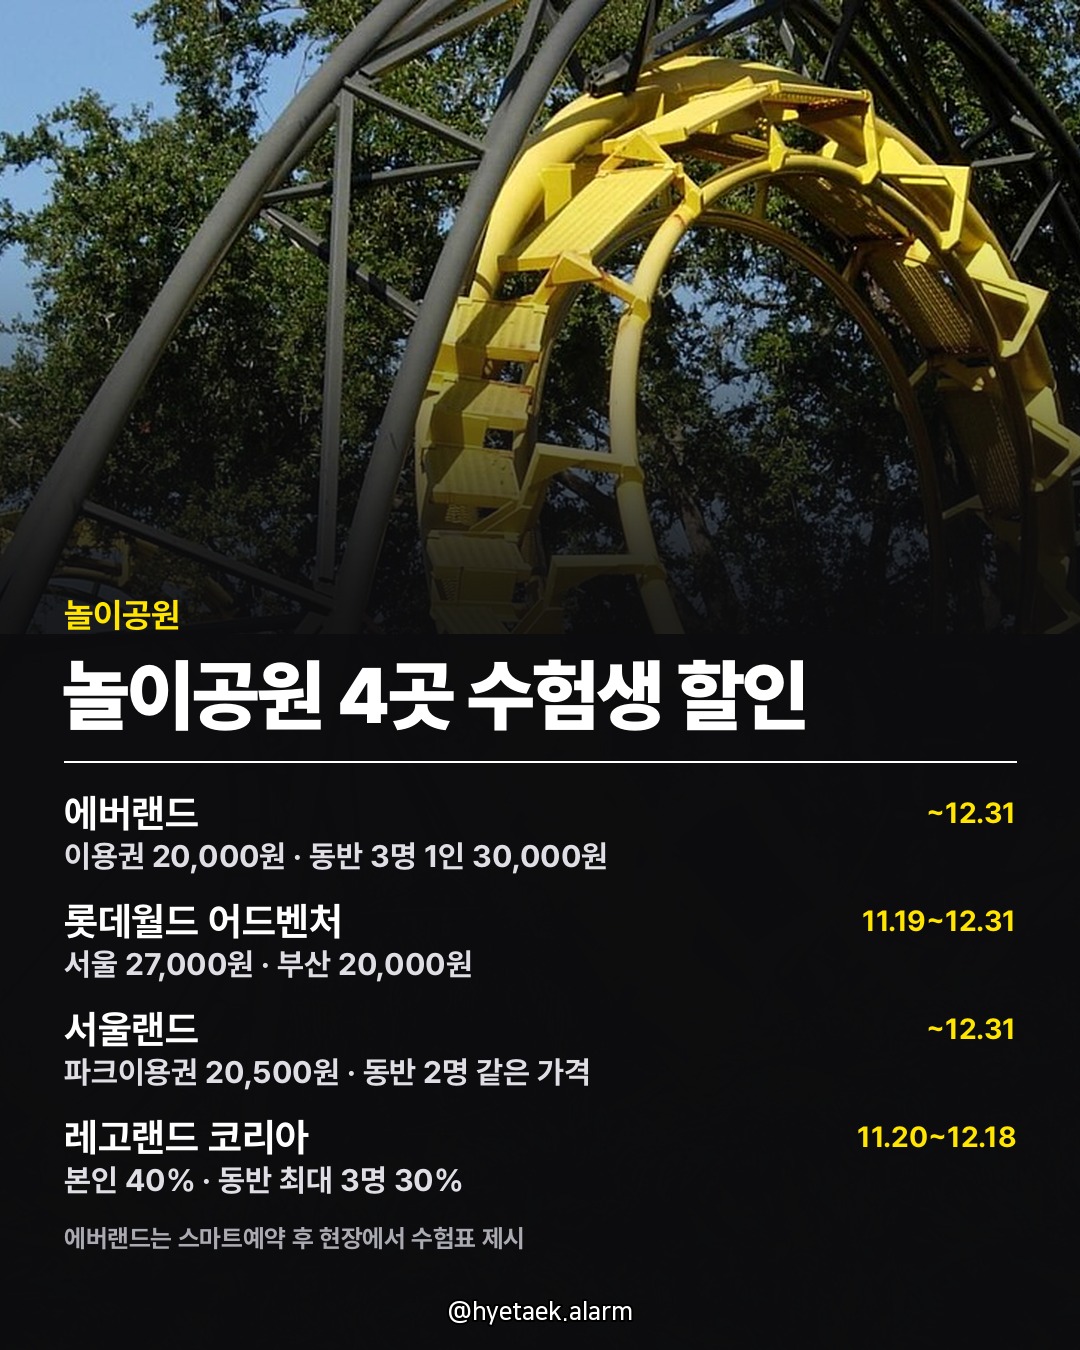 놀이공원
놀이공원 4곳 수험생 할인
에버랜드 ~12.31
이용권 20,000원 · 동반 3명 1인 30,000원
롯데월드 어드벤처 11.19~12.31
서울 27,000원 · 부산 20,000원
서울랜드 ~12.31
파크이용권 20,500원 · 동반 2명 같은 가격
레고랜드 코리아 11.20~12.18
본인 40% · 동반 최대 3명 30%
에버랜드는 스마트예약 후 현장에서 수험표 제시
@hyetaek.alarm